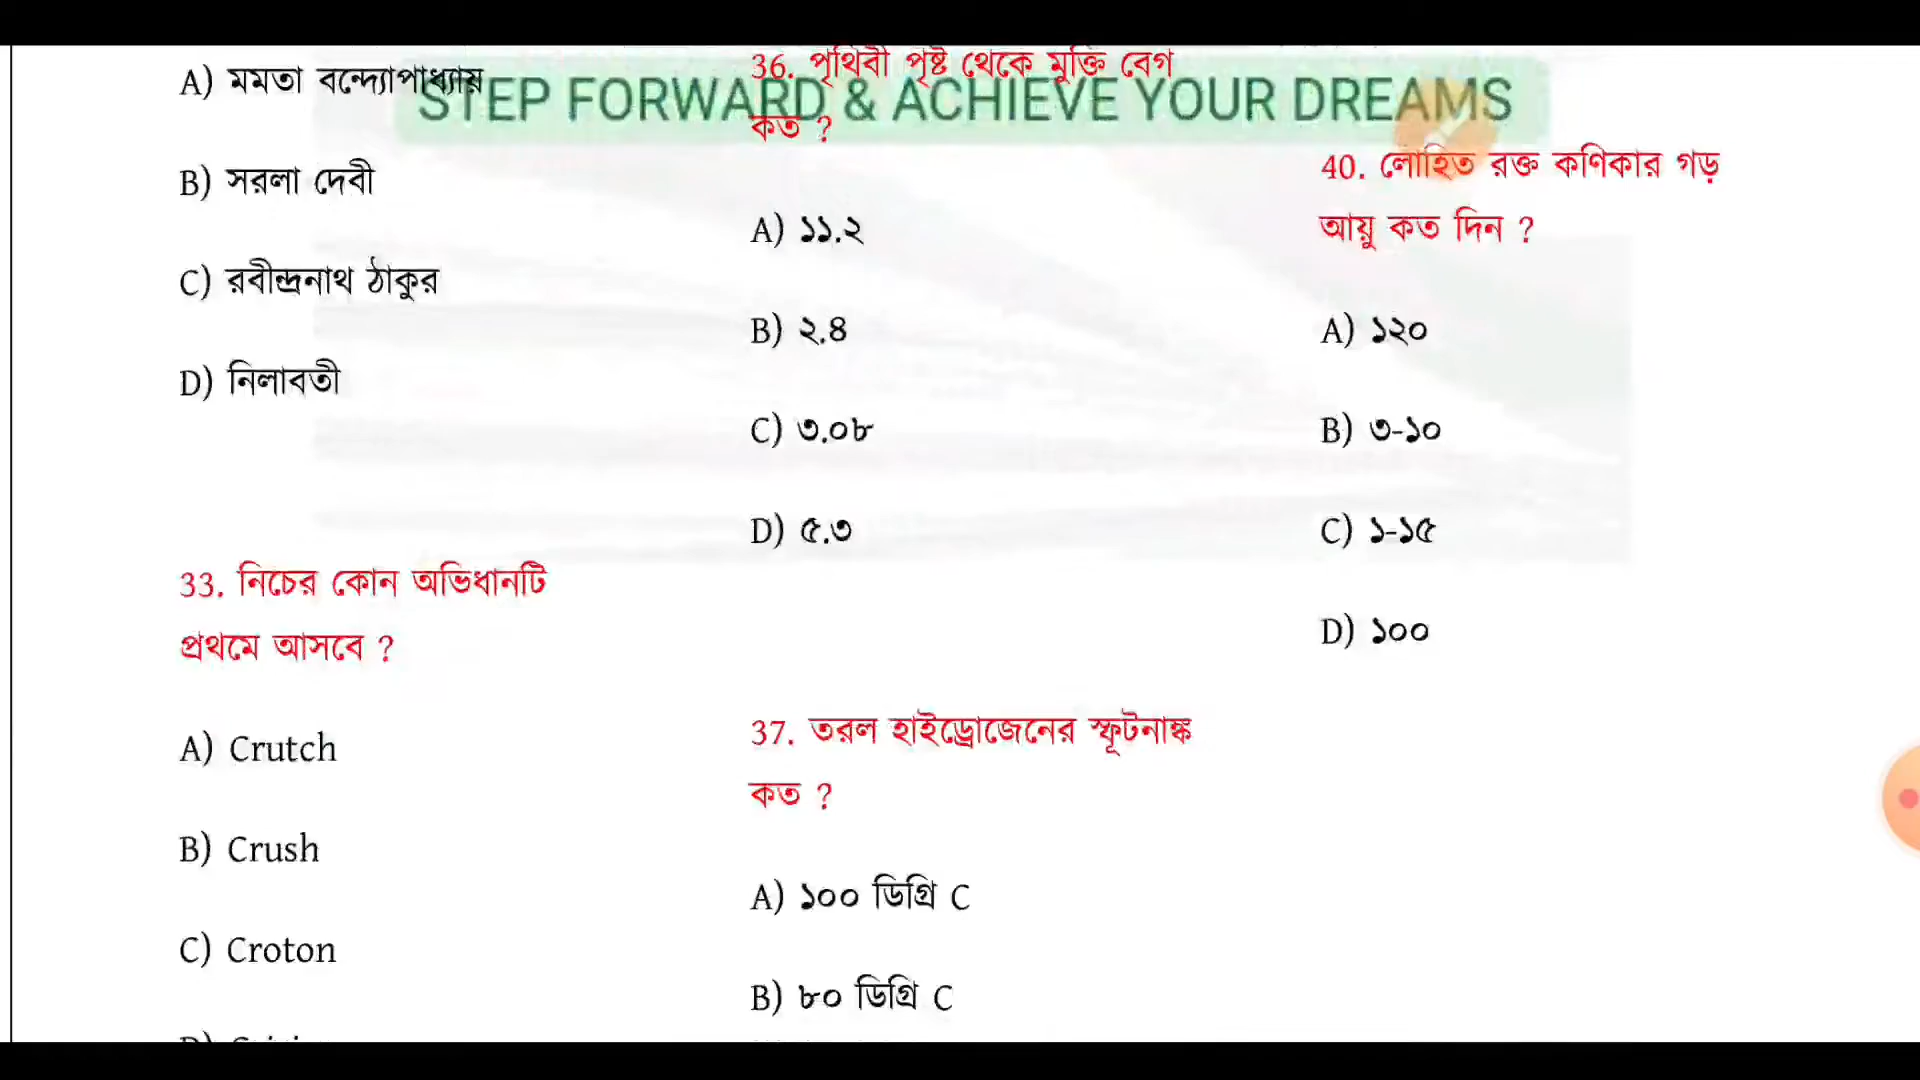 A) মমতা বন্দ্যোপাধ্যায়
B) সরলা দেবী
C) রবীন্দ্রনাথ ঠাকুর
D) নিলাবতী
33. নিচের কোন অভিধানটি
প্রথমে আসবে ?
A) Crutch
B) Crush
C) Croton
D)
STEP FORWARD & ACHIEVE YOUR DREAMS
36. পৃথিবী পৃষ্ট থেকে মুক্তি বেগ
কত ?
A) ১১.২
B) ২.৪
C) ৩.০৮
D) ৫.৩
37. তরল হাইড্রোজেনের স্ফূটনাঙ্ক
কত ?
A) ১০০ ডিগ্রি C
B) ৮০ ডিগ্রি C
40. লোহিত রক্ত কণিকার গড়
আয়ু কত দিন ?
A) ১২০
B) ৩-১০
C) ১-১৫
D) ১০০